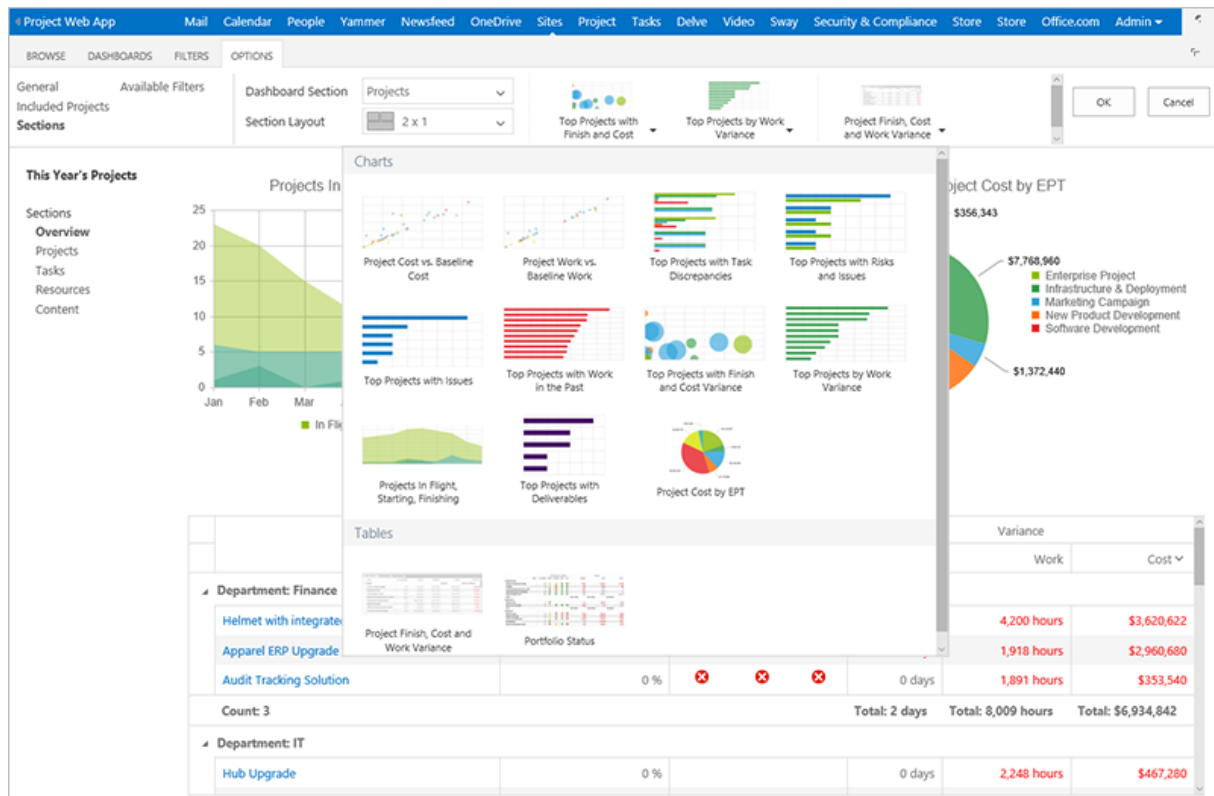 Project Web App Mail Calendar People Yammer Newsfeed OneDrive Sites Project Tasks Delve Video Sway Security & Compliance Store Store Office.com Admin
BROWSE DASHBOARDS FILTERS OPTIONS
General Available Filters
Included Projects
Sections
Dashboard Section Projects
Section Layout 2 x 1
Top Projects with
Finish and Cost
Top Projects by Work
Variance
Project Finish, Cost
and Work Variance
OK Cancel
This Year's Projects
Sections
Overview
Projects
Tasks
Resources
Content
Projects In
25
20
15
10
5
0
Jan Feb Mar
In Fli
Charts
Project Cost vs. Baseline
Cost
Project Work vs.
Baseline Work
Top Projects with Task
Discrepancies
Top Projects with Risks
and Issues
Top Projects with Issues
Top Projects with Work
in the Past
Top Projects with Finish
and Cost Variance
Top Projects by Work
Variance
Projects In Flight,
Starting, Finishing
Top Projects with
Deliverables
Project Cost by EPT
Tables
Project Finish, Cost and
Work Variance
Portfolio Status
oject Cost by EPT
$356,343
$7,768,960
Enterprise Project
Infrastructure & Deployment
Marketing Campaign
New Product Development
Software Development
$1,372,440
Variance
Work Cost
Department: Finance
Helmet with integrate 4,200 hours $3,620,622
Apparel ERP Upgrade 1,918 hours $2,960,680
Audit Tracking Solution 0 % 0 days 1,891 hours $353,540
Count: 3 Total: 2 days Total: 8,009 hours Total: $6,934,842
Department: IT
Hub Upgrade 0 % 0 days 2,248 hours $467,280